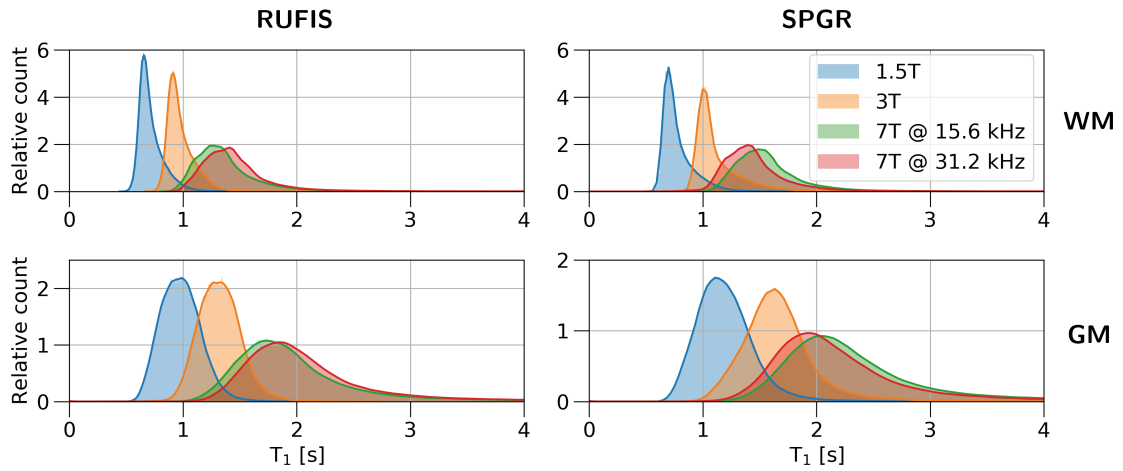 RUFIS
SPGR
Relative count
6
4
2
0
0 1 2 3 4
6
4
2
0
0 1 2 3 4
1.5T
3T
7T @ 15.6 kHz
7T @ 31.2 kHz
WM
Relative count
2
1
0
0 1 2 3 4
T₁ [s]
2
1
0
0 1 2 3 4
T₁ [s]
GM